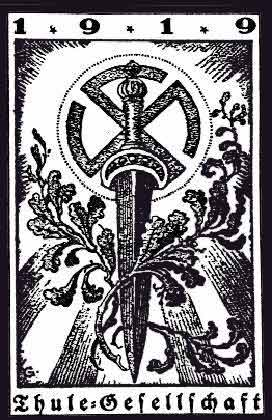 1 * 9 * 1 * 9
Thule=Gesellschaft